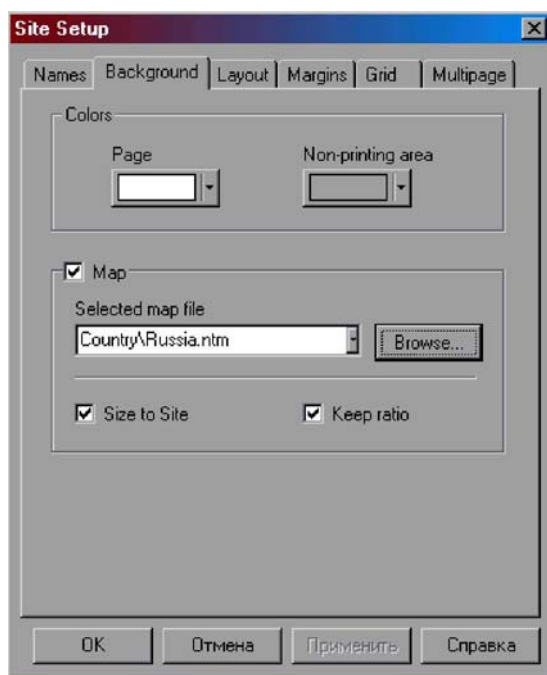 Site Setup
Names Background Layout Margins Grid Multipage
Colors
Page Non-printing area
Map
Selected map file
Country\Russia.ntm Browse...
Size to Site Keep ratio
OK Отмена Применить Справка